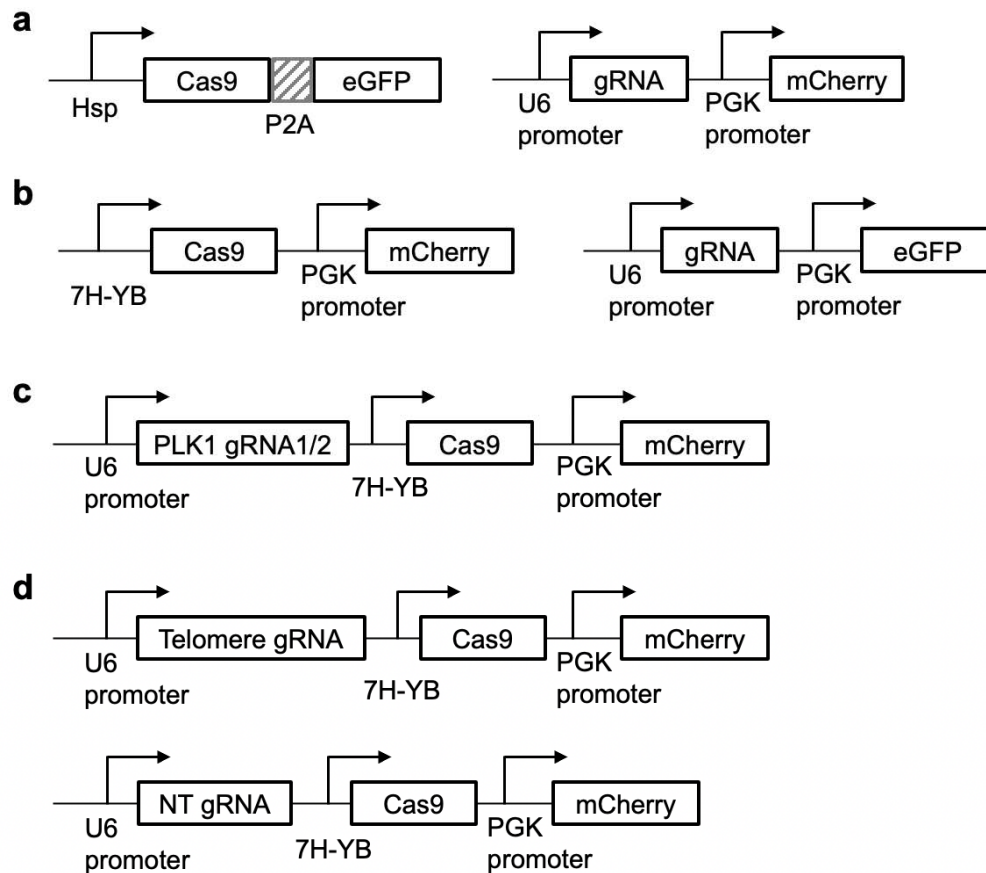 a
Cas9 eGFP gRNA mCherry
Hsp P2A U6 promoter PGK promoter
b
Cas9 mCherry gRNA eGFP
7H-YB PGK promoter U6 promoter PGK promoter
c
PLK1 gRNA1/2 Cas9 mCherry
U6 promoter 7H-YB PGK promoter
d
Telomere gRNA Cas9 mCherry
U6 promoter 7H-YB PGK promoter
NT gRNA Cas9 mCherry
U6 promoter 7H-YB PGK promoter